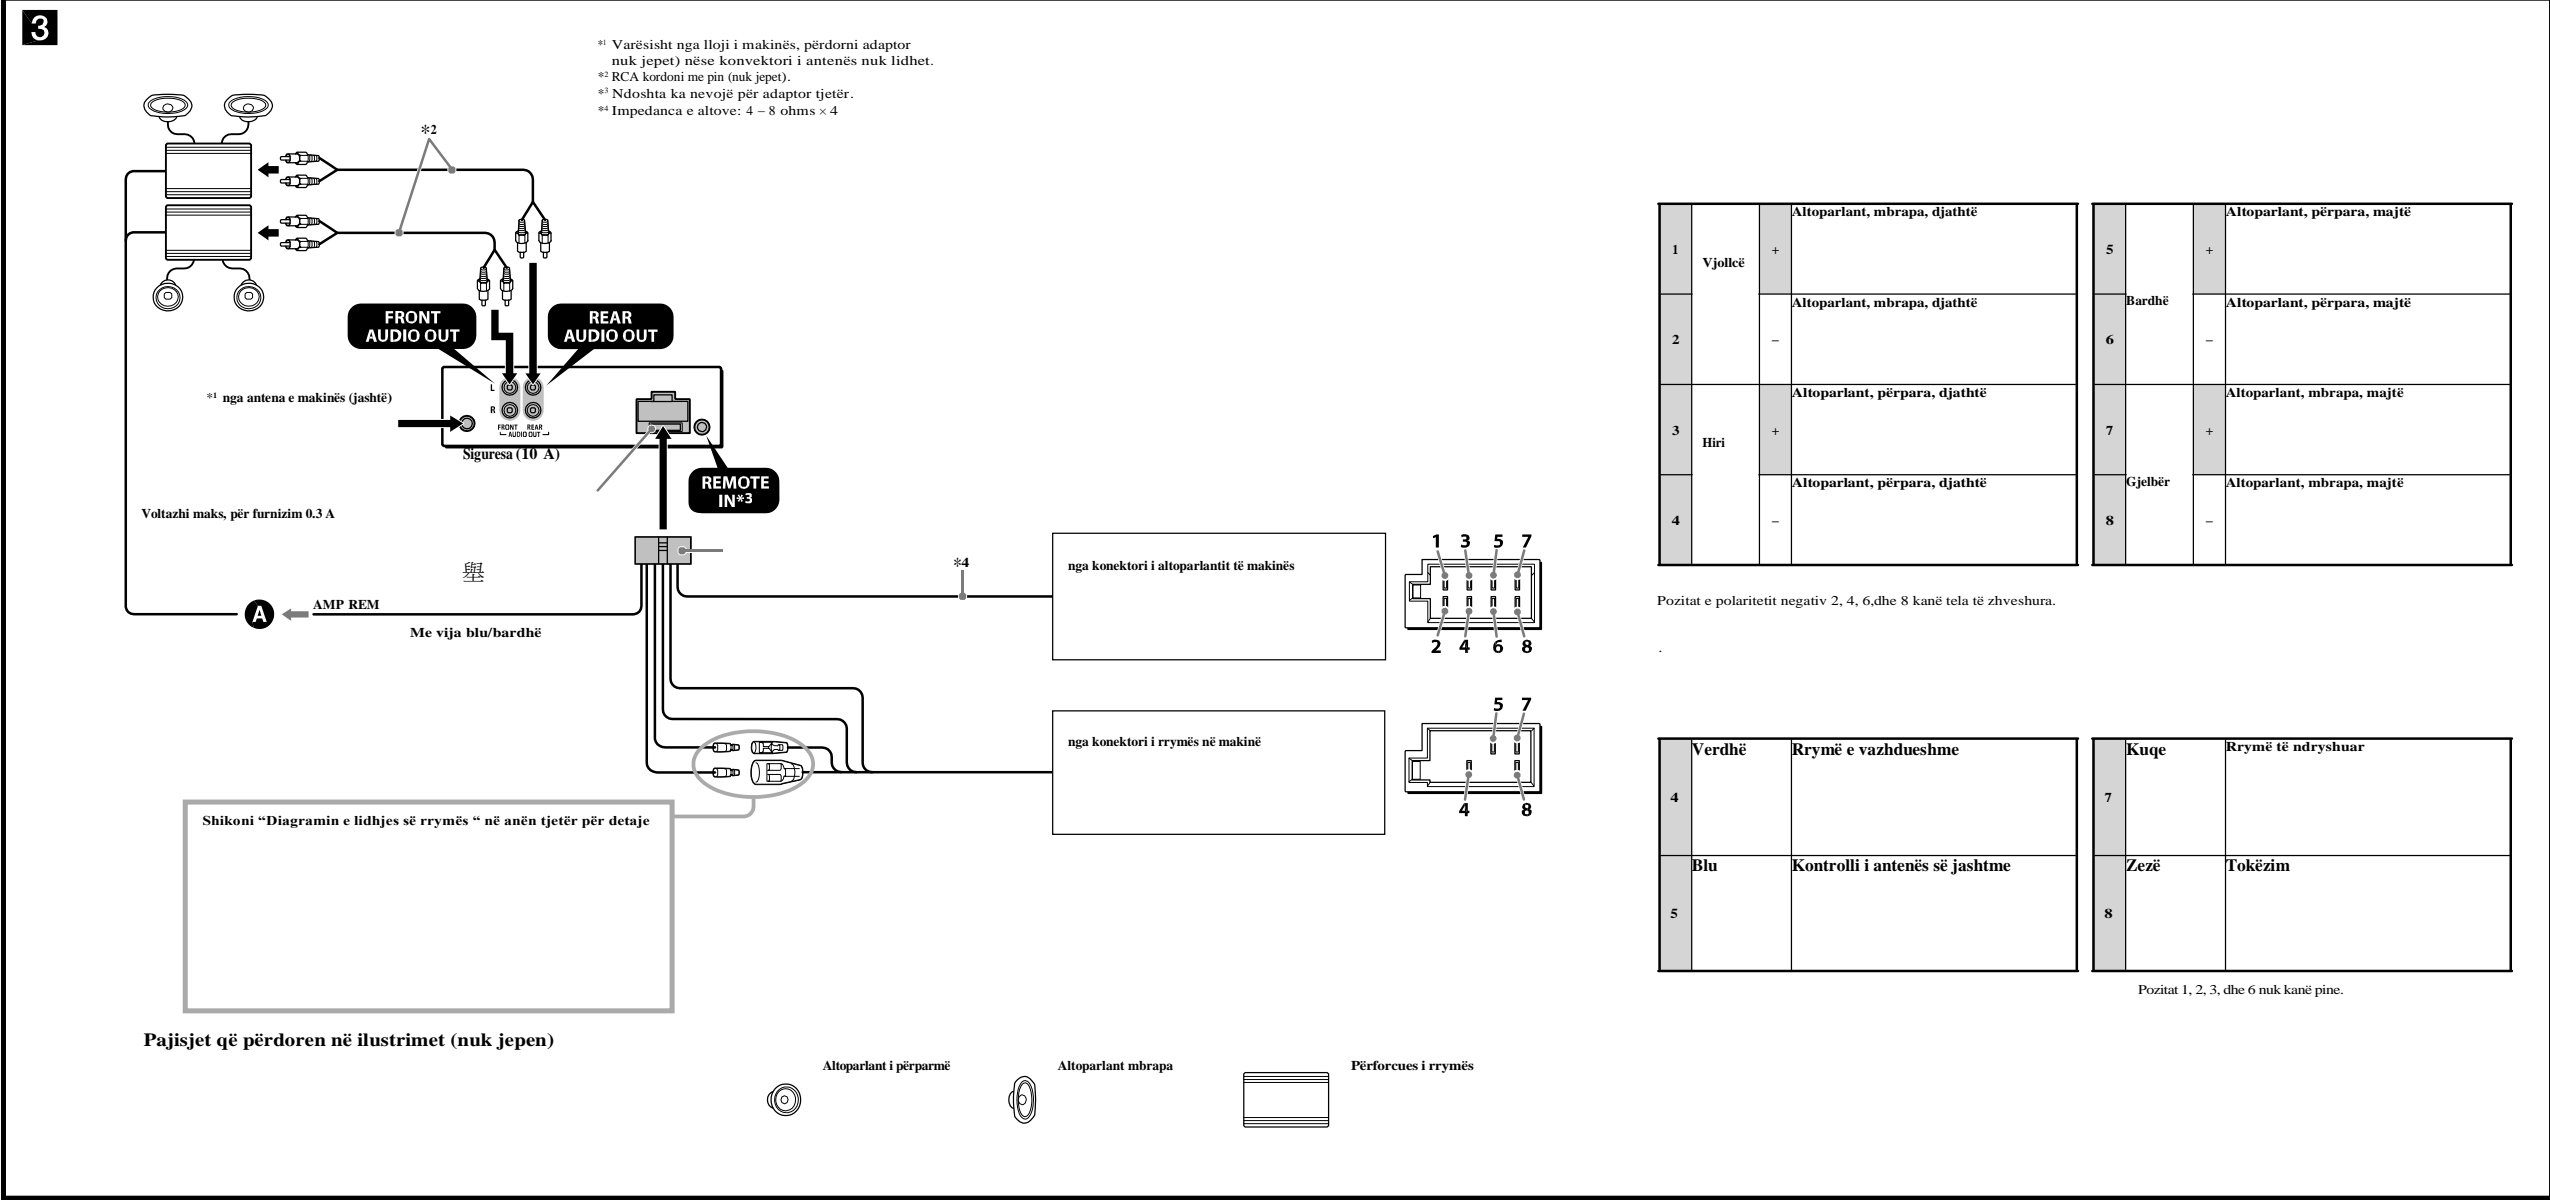 3
*1 Varësisht nga lloji i makinës, përdorni adaptor
nuk jepet) nëse konvektori i antenës nuk lidhet.
*2 RCA kordoni me pin (nuk jepet).
*3 Ndoshta ka nevojë për adaptor tjetër.
*4 Impedanca e altove: 4 – 8 ohms × 4
*2
FRONT
AUDIO OUT
REAR
AUDIO OUT
*1 nga antena e makinës (jashtë)
L
R
FRONT REAR
AUDIO OUT
Siguresa (10 A)
REMOTE
IN*3
Voltazhi maks, për furnizim 0.3 A
*4
A
AMP REM
Me vija blu/bardhë
nga konektori i altoparlantit të makinës
1 3 5 7
2 4 6 8
nga konektori i rrymës në makinë
5 7
4 8
Shikoni “Diagramin e lidhjes së rrymës “ në anën tjetër për detaje
Pajisjet që përdoren në ilustrimet (nuk jepen)
Altoparlant i përparmë
Altoparlant mbrapa
Përforcues i rrymës
1 Vjollcë + Altoparlant, mbrapa, djathtë
2 – Altoparlant, mbrapa, djathtë
3 Hiri + Altoparlant, përpara, djathtë
4 – Altoparlant, përpara, djathtë
5 Bardhë + Altoparlant, përpara, majtë
6 – Altoparlant, përpara, majtë
7 Gjelbër + Altoparlant, mbrapa, majtë
8 – Altoparlant, mbrapa, majtë
Pozitat e polaritetit negativ 2, 4, 6,dhe 8 kanë tela të zhveshura.
.
4 Verdhë Rrymë e vazhdueshme
5 Blu Kontrolli i antenës së jashtme
7 Kuqe Rrymë të ndryshuar
8 Zezë Tokëzim
Pozitat 1, 2, 3, dhe 6 nuk kanë pine.